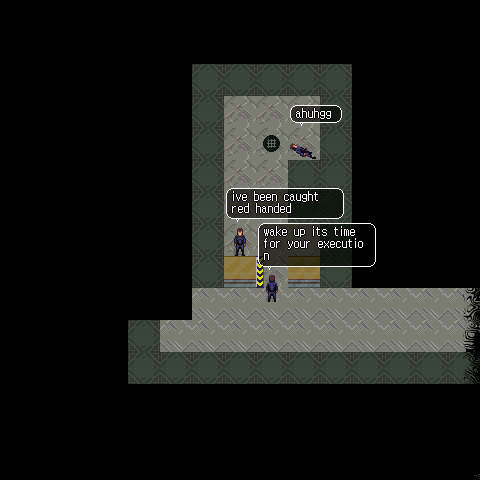 ahuhgg
ive been caught
red handed
wake up its time
for your executio
n